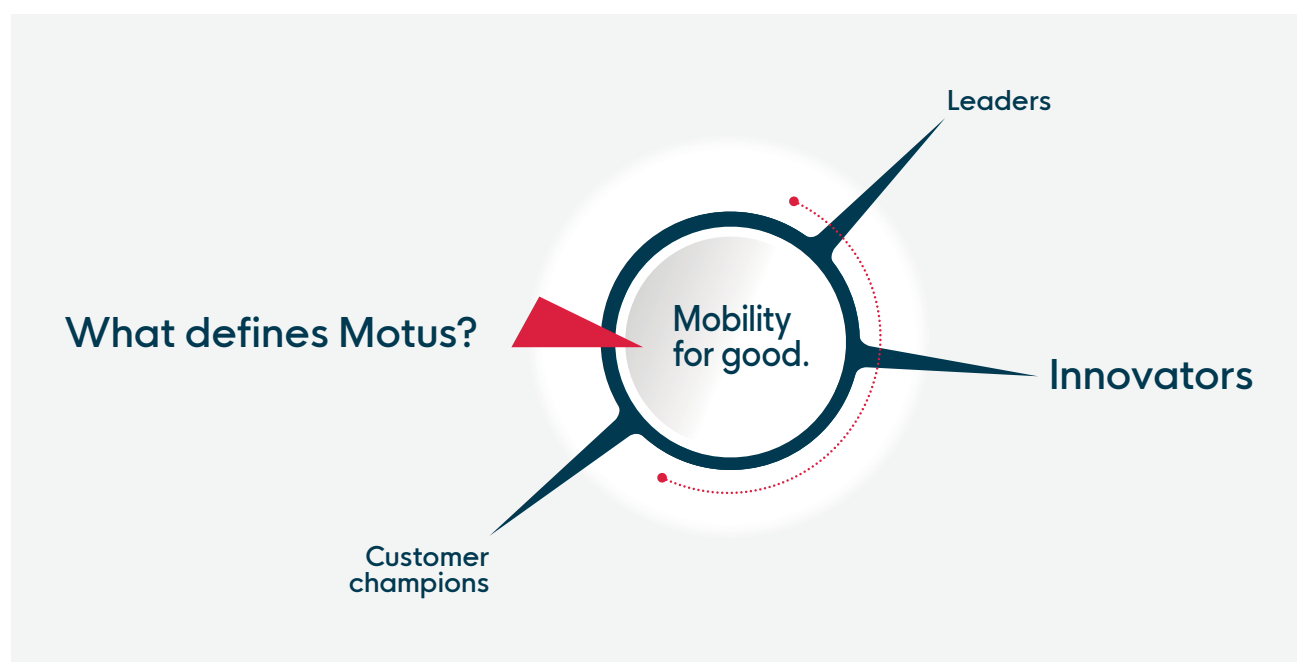 Leaders
What defines Motus?
Mobility
for good.
Innovators
Customer
champions